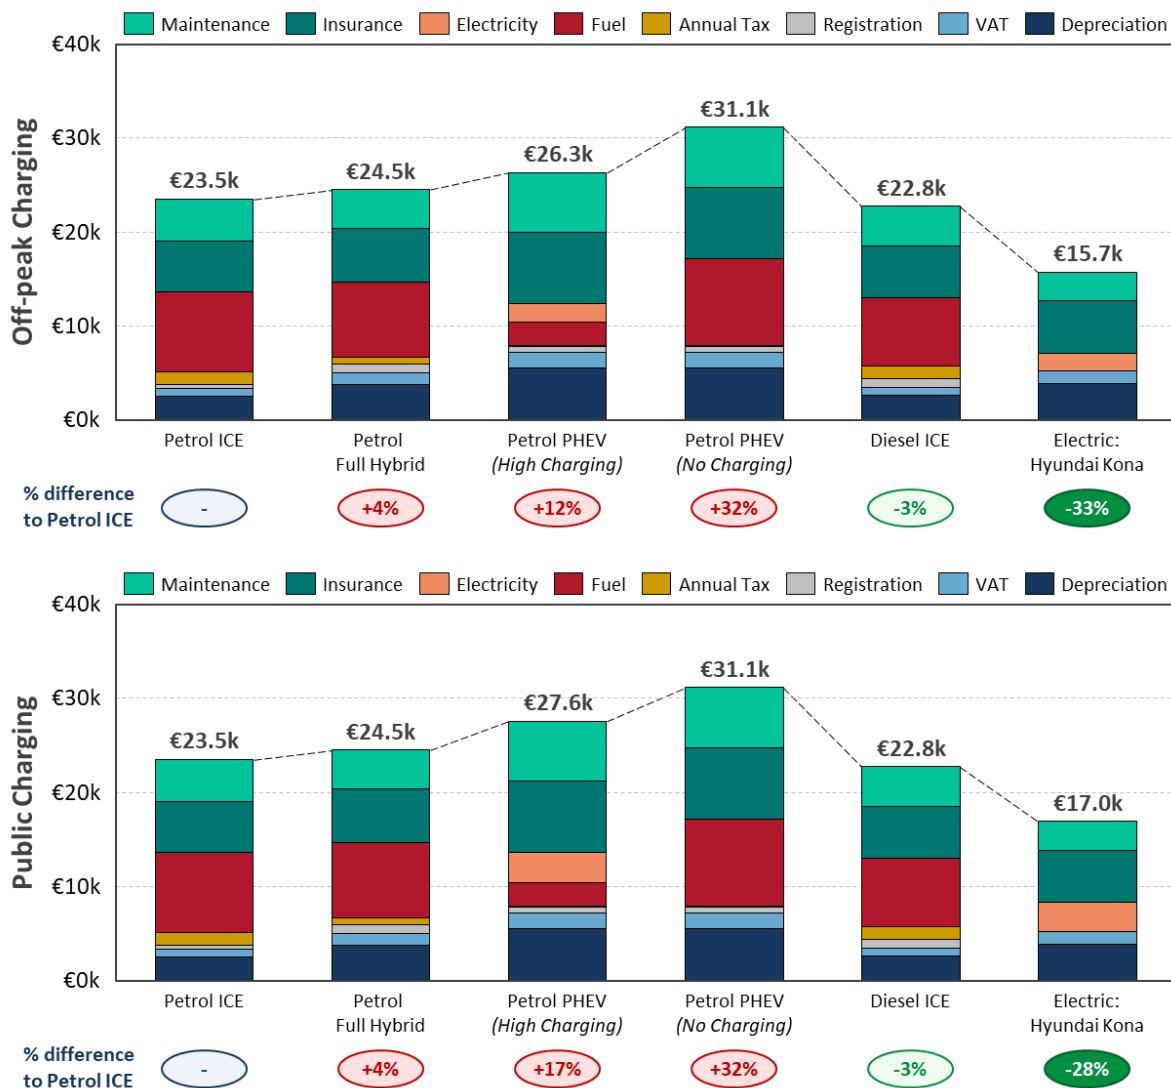 Maintenance Insurance Electricity Fuel Annual Tax Registration VAT Depreciation
Off-peak Charging
€40k
€30k
€20k
€10k
€0k
€23.5k
€24.5k
€26.3k
€31.1k
€22.8k
€15.7k
Petrol ICE
Petrol
Full Hybrid
Petrol PHEV
(High Charging)
Petrol PHEV
(No Charging)
Diesel ICE
Electric:
Hyundai Kona
% difference
to Petrol ICE
-
+4%
+12%
+32%
-3%
-33%
Maintenance Insurance Electricity Fuel Annual Tax Registration VAT Depreciation
Public Charging
€40k
€30k
€20k
€10k
€0k
€23.5k
€24.5k
€27.6k
€31.1k
€22.8k
€17.0k
Petrol ICE
Petrol
Full Hybrid
Petrol PHEV
(High Charging)
Petrol PHEV
(No Charging)
Diesel ICE
Electric:
Hyundai Kona
% difference
to Petrol ICE
-
+4%
+17%
+32%
-3%
-28%